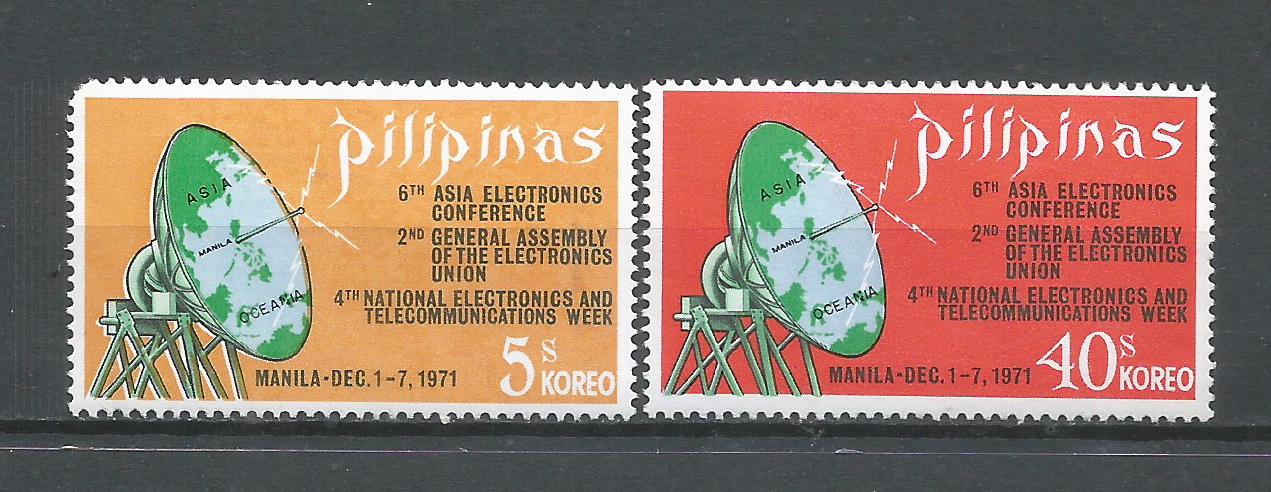 pilipinas
6TH ASIA ELECTRONICS
CONFERENCE
2ND GENERAL ASSEMBLY
OF THE ELECTRONICS
UNION
4TH NATIONAL ELECTRONICS AND
TELECOMMUNICATIONS WEEK
ASIA
MANILA
OCEANIA
MANILA-DEC. 1-7, 1971
5s KOREO
pilipinas
6TH ASIA ELECTRONICS
CONFERENCE
2ND GENERAL ASSEMBLY
OF THE ELECTRONICS
UNION
4TH NATIONAL ELECTRONICS AND
TELECOMMUNICATIONS WEEK
ASIA
MANILA
OCEANIA
MANILA-DEC. 1-7, 1971
40s KOREO